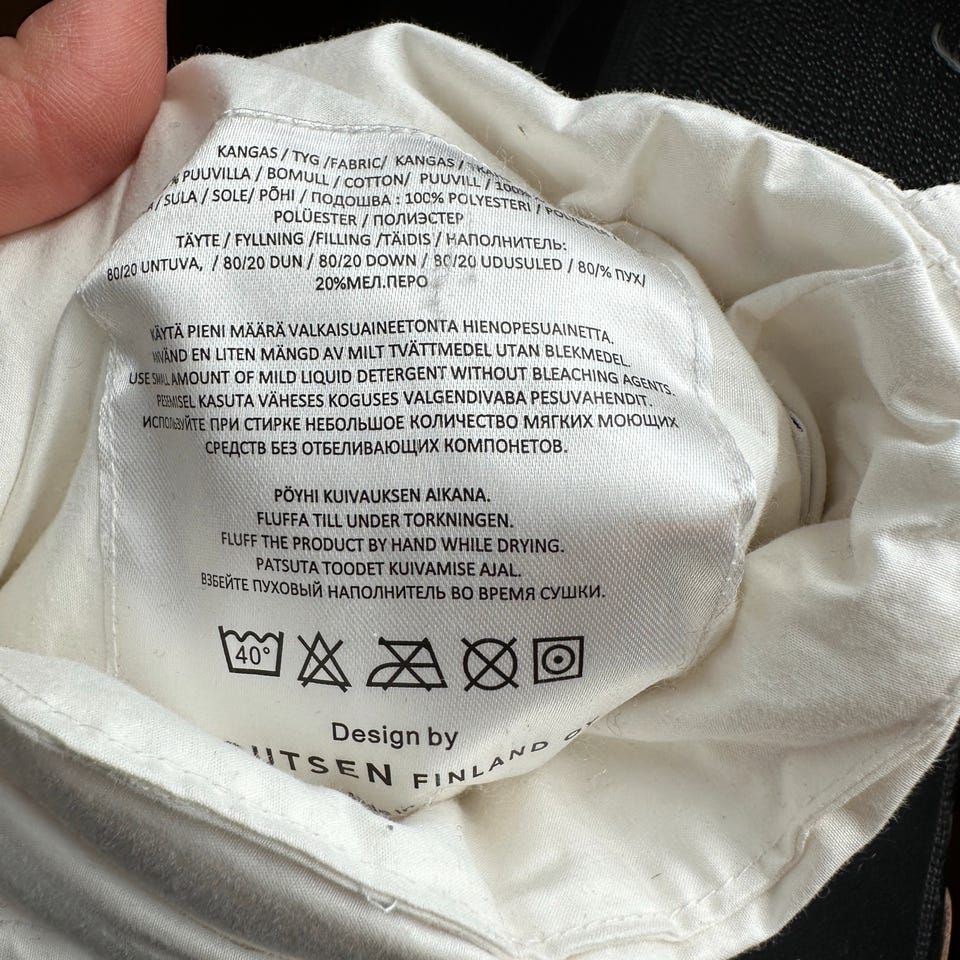 KANGAS / TYG /FABRIC/ KANGAS /
% PUUVILLA / BOMULL / COTTON/ PUUVILL / 100%
/ SULA / SOLE/ PÕHI / ПОДОШВА : 100% POLYESTERI /
POLÜESTER / ПОЛИЭСТЕР
TÄYTE / FYLLNING /FILLING /TÄIDIS / НАПОЛНИТЕЛЬ:
80/20 UNTUVA, / 80/20 DUN / 80/20 DOWN / 80/20 UDUSULED / 80/% ПУХ/
20%МЕЛ.ПЕРО
KÄYTÄ PIENI MÄÄRÄ VALKAISUAINEETONTA HIENOPESUAINETTA.
ANVÄND EN LITEN MÄNGD AV MILT TVÄTTMEDEL UTAN BLEKMEDEL.
USE SMALL AMOUNT OF MILD LIQUID DETERGENT WITHOUT BLEACHING AGENTS.
PESEMISEL KASUTA VÄHESES KOGUSES VALGENDIVABA PESUVAHENDIT.
ИСПОЛЬЗУЙТЕ ПРИ СТИРКЕ НЕБОЛЬШОЕ КОЛИЧЕСТВО МЯГКИХ МОЮЩИХ
СРЕДСТВ БЕЗ ОТБЕЛИВАЮЩИХ КОМПОНЕТОВ.
PÖYHI KUIVAUKSEN AIKANA.
FLUFFA TILL UNDER TORKNINGEN.
FLUFF THE PRODUCT BY HAND WHILE DRYING.
PATSUTA TOODET KUIVAMISE AJAL.
ВЗБЕЙТЕ ПУХОВЫЙ НАПОЛНИТЕЛЬ ВО ВРЕМЯ СУШКИ.
40°
Design by
FINLAND